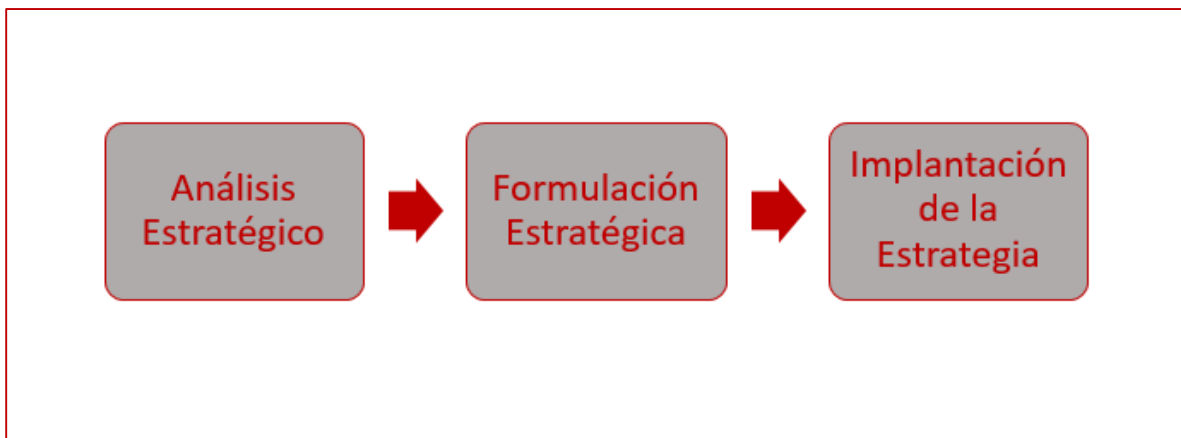 Análisis
Estratégico
Formulación
Estratégica
Implantación
de la
Estrategia